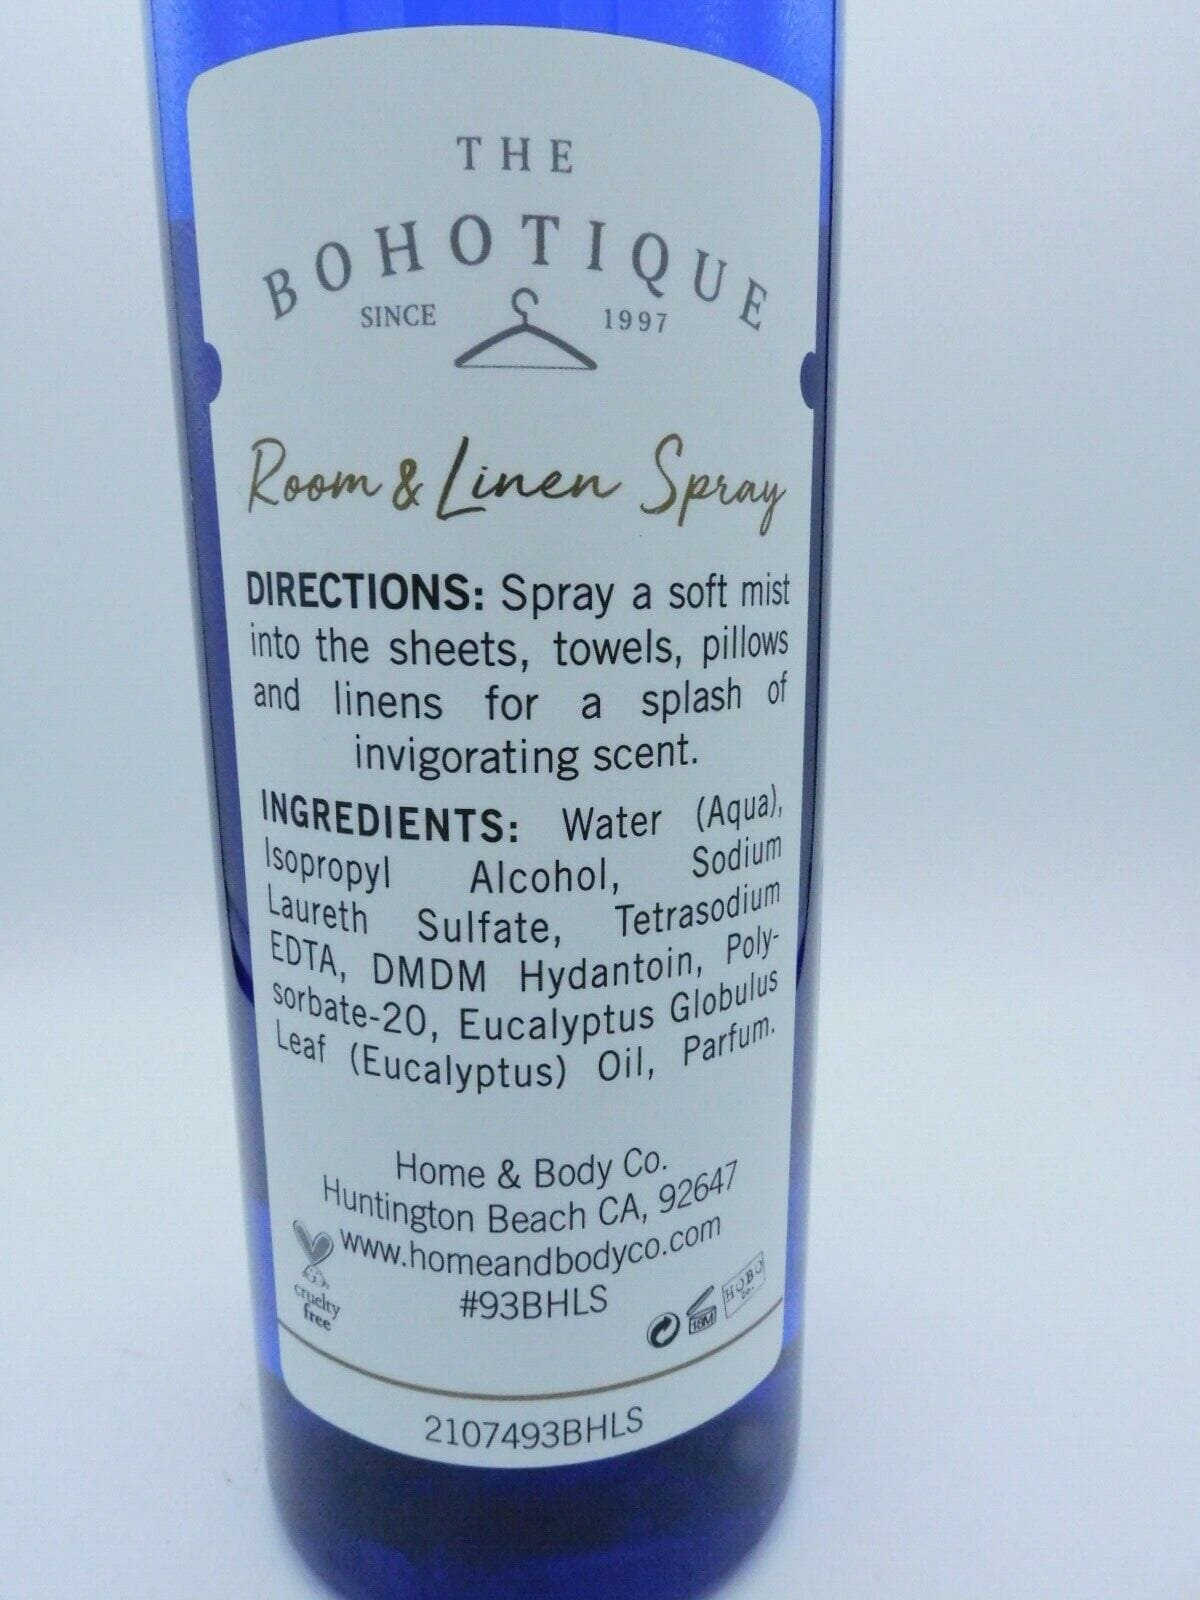 THE
BOHOTIQUE
SINCE 1997
Room & Linen Spray
DIRECTIONS: Spray a soft mist
into the sheets, towels, pillows
and linens for a splash of
invigorating scent.
INGREDIENTS: Water (Aqua),
Isopropyl Alcohol, Sodium
Laureth Sulfate, Tetrasodium
EDTA, DMDM Hydantoin, Poly-
sorbate-20, Eucalyptus Globulus
Leaf (Eucalyptus) Oil, Parfum.
Home & Body Co.
Huntington Beach CA, 92647
www.homeandbodyco.com
#93BHLS
cruelty
free
18M
HOBO
CO.
2107493BHLS